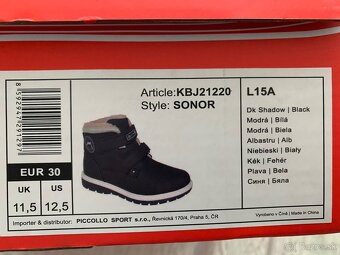 Article:KBJ21220
Style: SONOR
L15A
Dk Shadow | Black
Modrá | Bílá
Modrá | Biela
Albastru | Alb
Niebieski | Biały
Kék | Fehér
Plava | Bela
Синя | Бяла
EUR 30
UK US
11,5 12,5
Importer & distributor: PICCOLLO SPORT s.r.o., Řevnická 170/4, Praha 5, ČR
Vyrobeno v Číně | Made in China